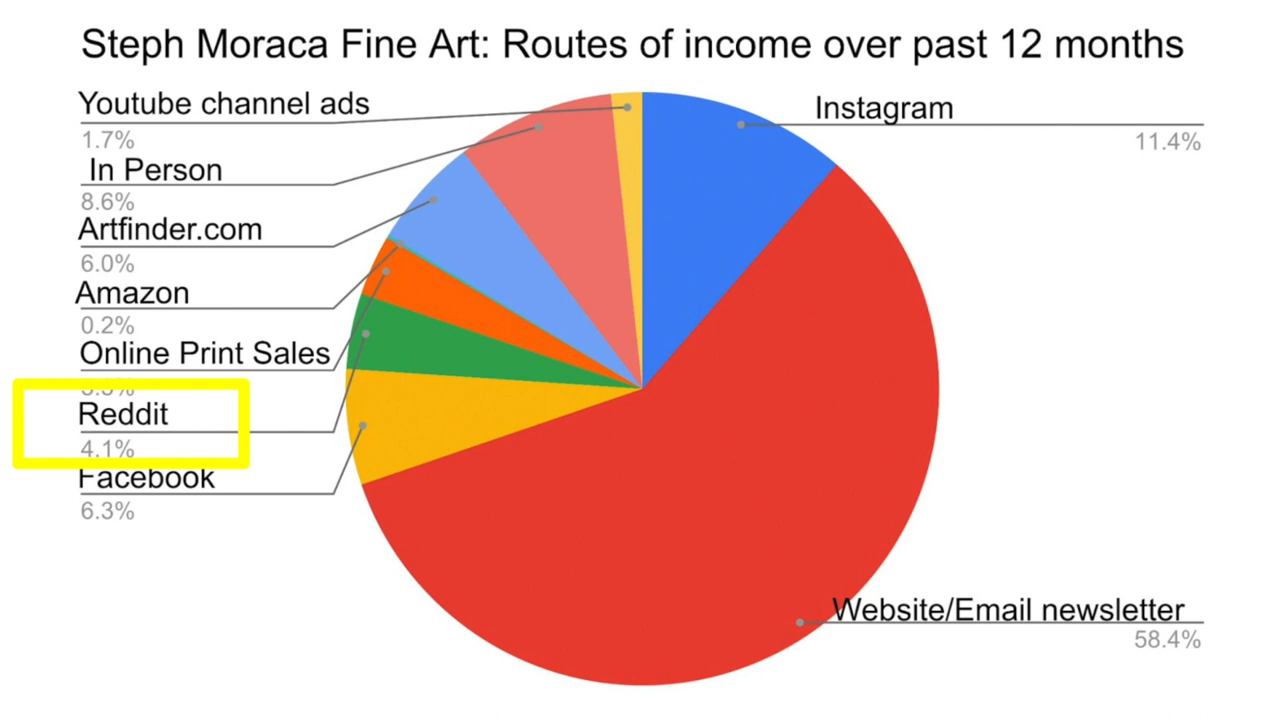 Steph Moraca Fine Art: Routes of income over past 12 months
Youtube channel ads
1.7%
In Person
8.6%
Artfinder.com
6.0%
Amazon
0.2%
Online Print Sales
Reddit
4.1%
Facebook
6.3%
Instagram
11.4%
Website/Email newsletter
58.4%